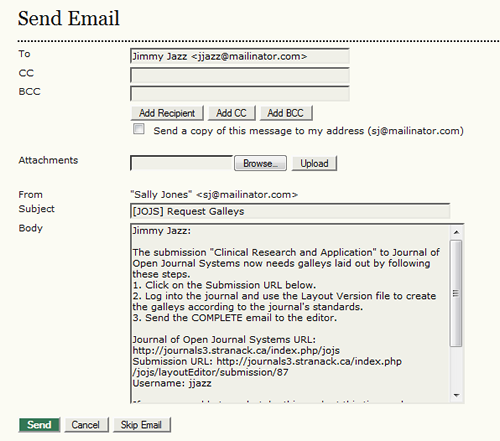 Send Email
To
Jimmy Jazz <jjazz@mailinator.com>
CC
BCC
Add Recipient Add CC Add BCC
Send a copy of this message to my address (sj@mailinator.com)
Attachments
Browse... Upload
From
"Sally Jones" <sj@mailinator.com>
Subject
[JOJS] Request Galleys
Body
Jimmy Jazz:
The submission "Clinical Research and Application" to Journal of
Open Journal Systems now needs galleys laid out by following
these steps.
1. Click on the Submission URL below.
2. Log into the journal and use the Layout Version file to create
the galleys according to the journal's standards.
3. Send the COMPLETE email to the editor.
Journal of Open Journal Systems URL:
http://journals3.stranack.ca/index.php/jojs
Submission URL: http://journals3.stranack.ca/index.php
/jojs/layoutEditor/submission/87
Username: jjazz
Send Cancel Skip Email